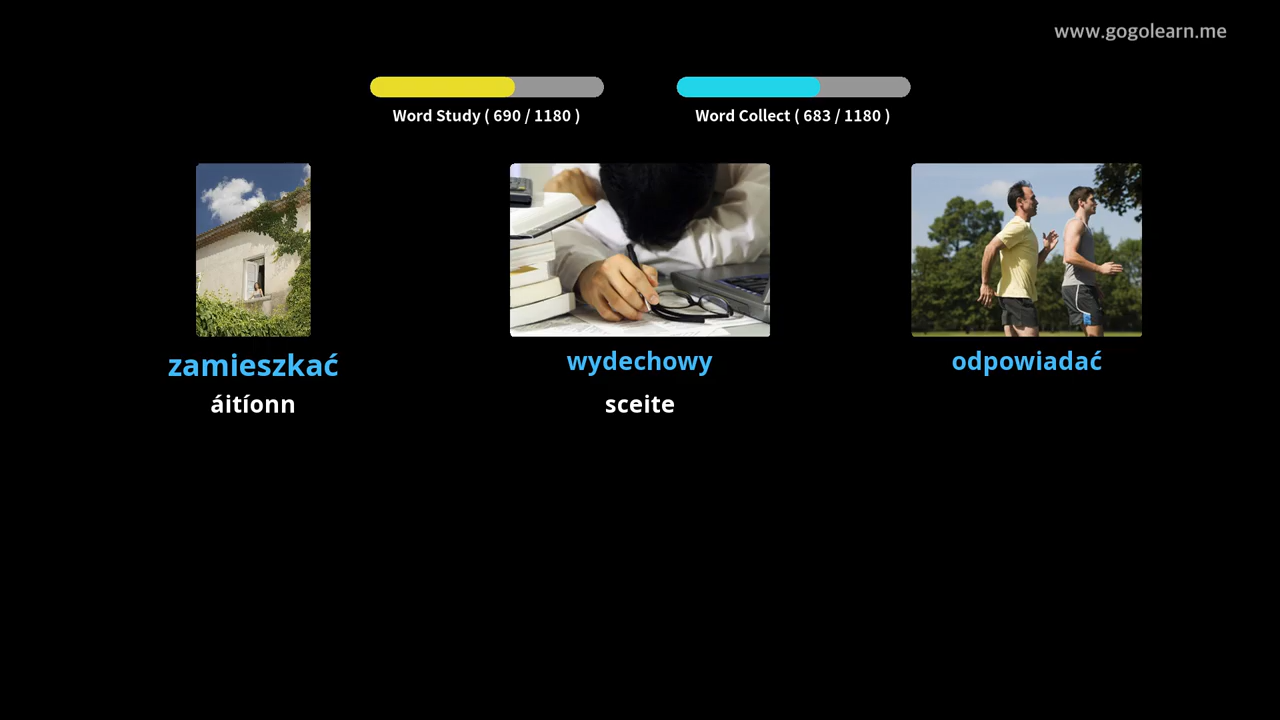 www.gogolearn.me
Word Study ( 690 / 1180 )
Word Collect ( 683 / 1180 )
zamieszkać
wydechowy
odpowiadać
áitíonn
sceite